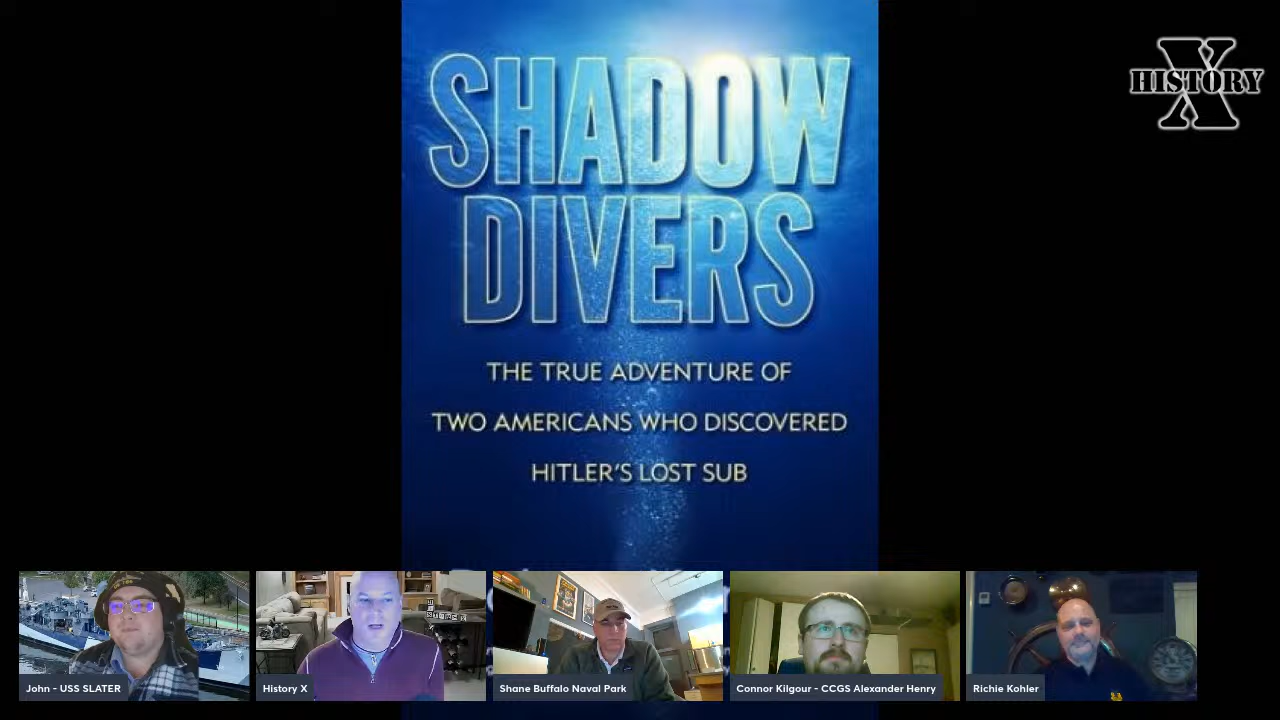 SHADOW
DIVERS
THE TRUE ADVENTURE OF
TWO AMERICANS WHO DISCOVERED
HITLER'S LOST SUB
X
HISTORY
John - USS SLATER
History X
Shane Buffalo Naval Park
Connor Kilgour - CCGS Alexander Henry
Richie Kohler